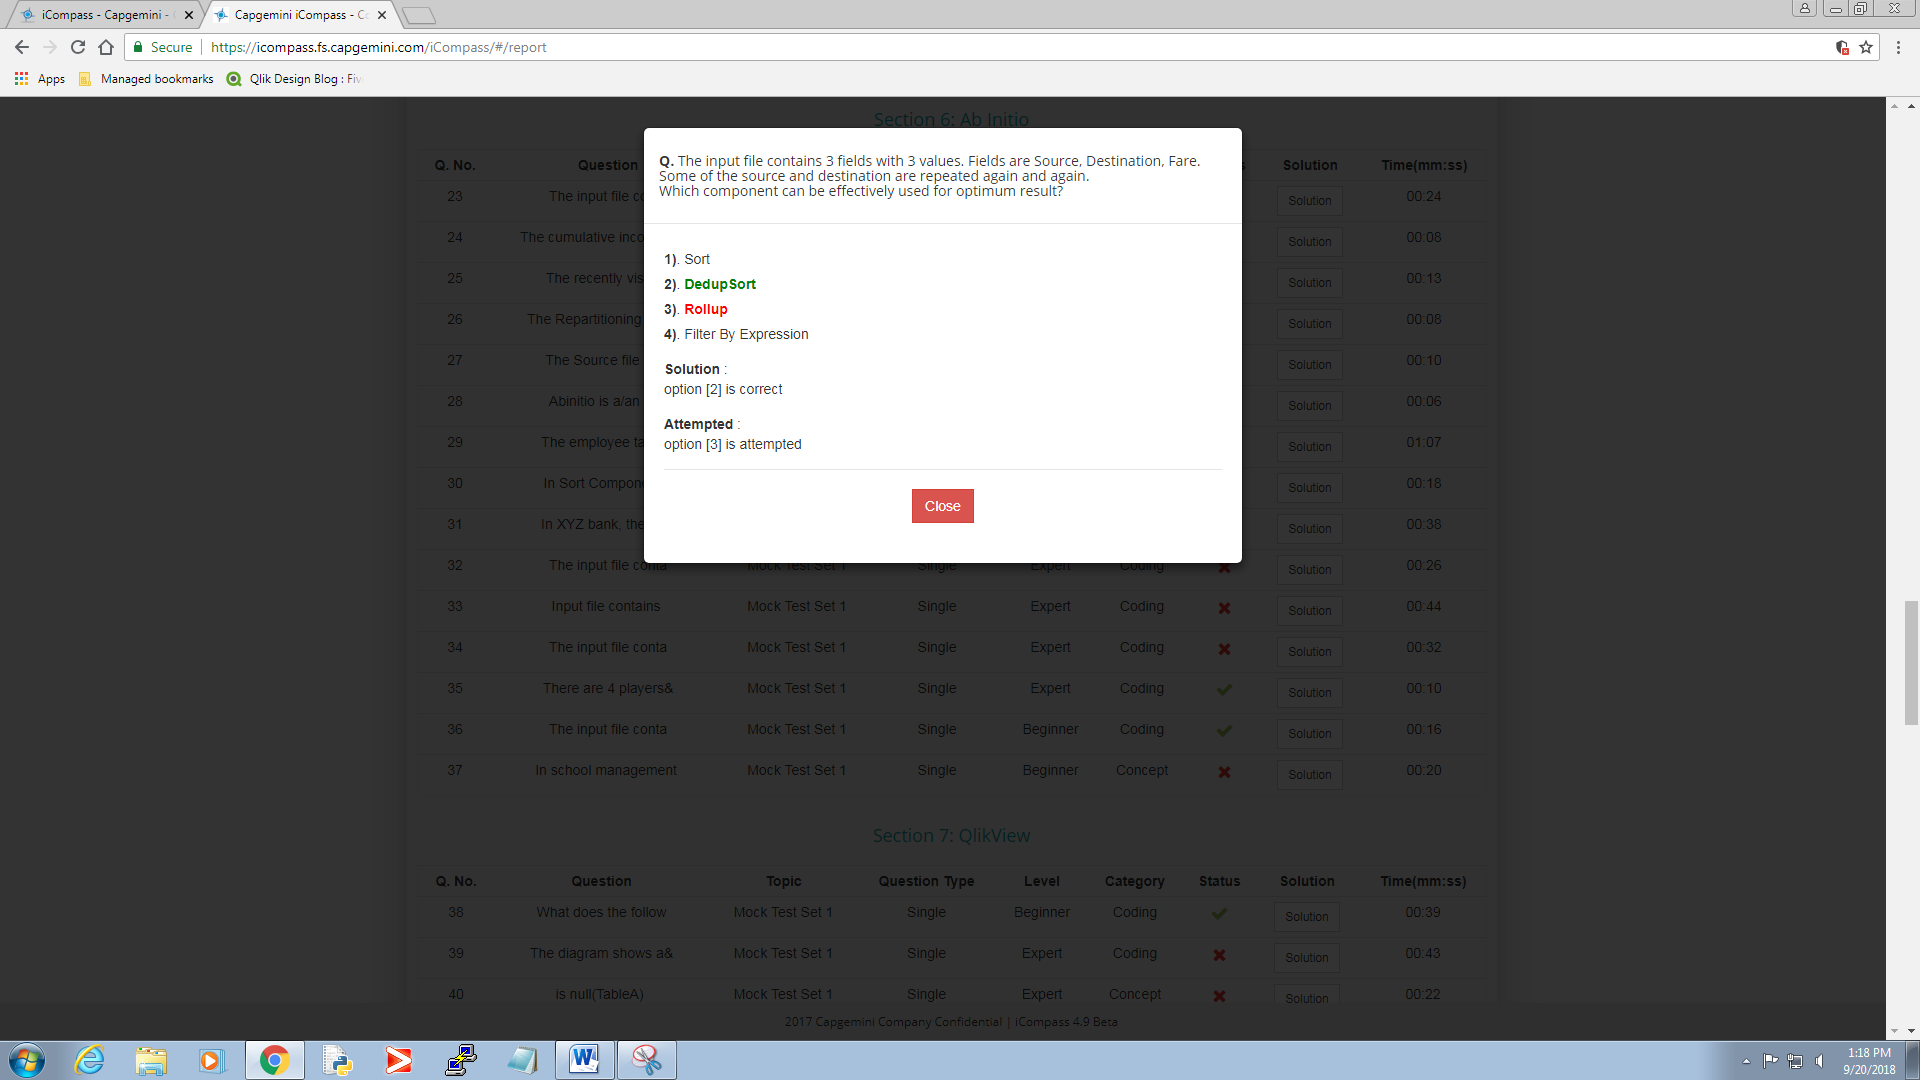 iCompass - Capgemini -
Capgemini iCompass - Co
Secure
https://icompass.fs.capgemini.com/iCompass/#/report
Apps
Managed bookmarks
Qlik Design Blog : Fiv
Section 6: Ab Initio
Q. No. Question Solution Time(mm:ss)
Q. The input file contains 3 fields with 3 values. Fields are Source, Destination, Fare.
Some of the source and destination are repeated again and again.
Which component can be effectively used for optimum result?
1). Sort
2). DedupSort
3). Rollup
4). Filter By Expression
Solution :
option [2] is correct
Attempted :
option [3] is attempted
Close
23 The input file co Solution 00:24
24 The cumulative inco Solution 00:08
25 The recently vis Solution 00:13
26 The Repartitioning Solution 00:08
27 The Source file Solution 00:10
28 Abinitio is a/an Solution 00:06
29 The employee ta Solution 01:07
30 In Sort Compon Solution 00:18
31 In XYZ bank, the Solution 00:38
32 The input file conta Mock Test Set 1 Single Expert Coding Solution 00:26
33 Input file contains Mock Test Set 1 Single Expert Coding Solution 00:44
34 The input file conta Mock Test Set 1 Single Expert Coding Solution 00:32
35 There are 4 players& Mock Test Set 1 Single Expert Coding Solution 00:10
36 The input file conta Mock Test Set 1 Single Beginner Coding Solution 00:16
37 In school management Mock Test Set 1 Single Beginner Concept Solution 00:20
Section 7: QlikView
Q. No. Question Topic Question Type Level Category Status Solution Time(mm:ss)
38 What does the follow Mock Test Set 1 Single Beginner Coding Solution 00:39
39 The diagram shows a& Mock Test Set 1 Single Expert Coding Solution 00:43
40 is null(TableA) Mock Test Set 1 Single Expert Concept Solution 00:22
2017 Capgemini Company Confidential | iCompass 4.9 Beta
1:18 PM
9/20/2018